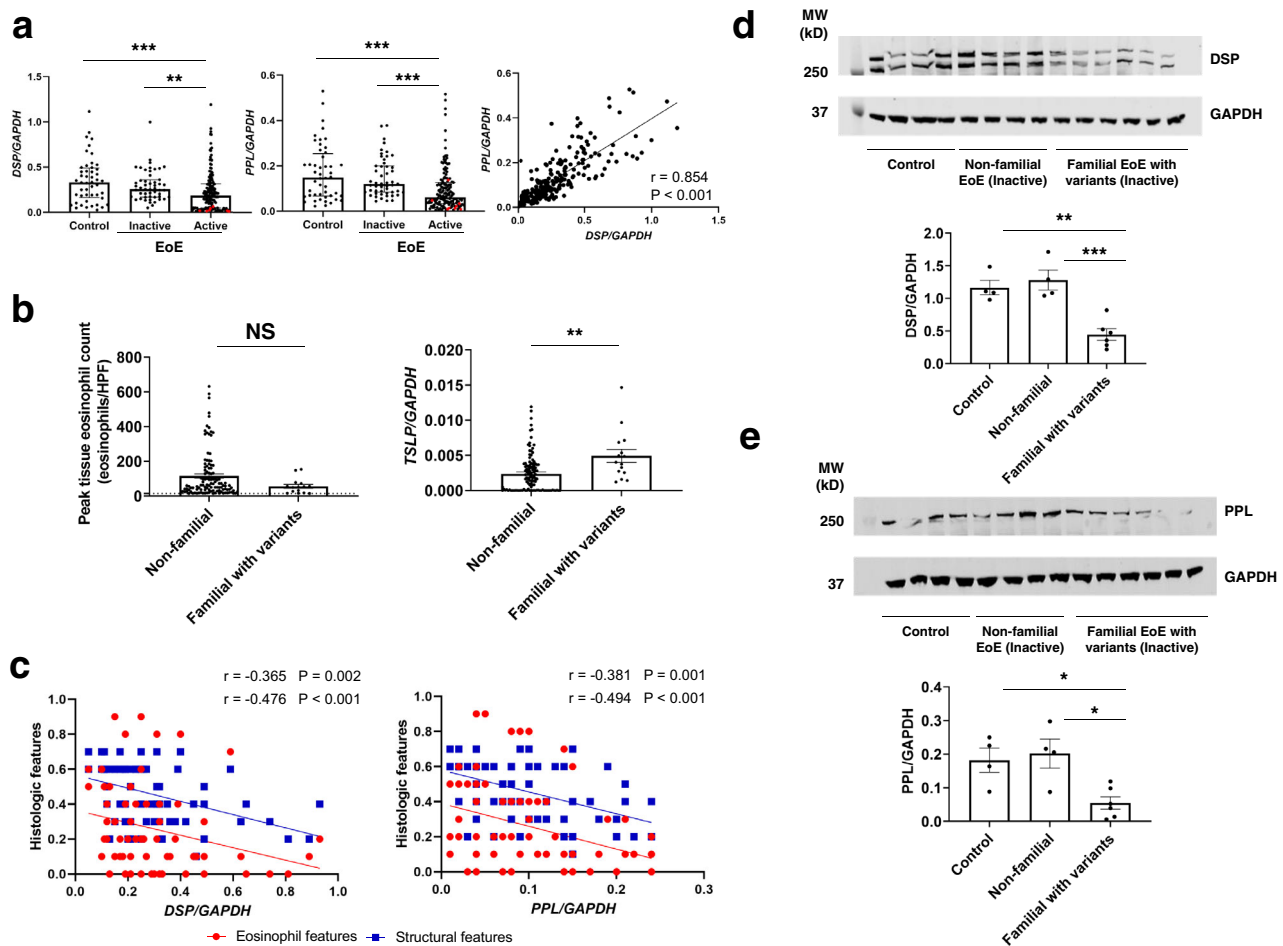 a
***
**
1.5
1.0
0.5
0.0
DSP/GAPDH
Control
Inactive
Active
EoE
***
***
0.6
0.4
0.2
0.0
PPL/GAPDH
Control
Inactive
Active
EoE
0.6
0.4
0.2
0.0
PPL/GAPDH
r = 0.854
P < 0.001
0.0
0.5
1.0
1.5
DSP/GAPDH
b
NS
Peak tissue eosinophil count
(eosinophils/HPF)
800
600
400
200
0
Non-familial
Familial with variants
**
TSLP/GAPDH
0.020
0.015
0.010
0.005
0.000
Non-familial
Familial with variants
c
r = -0.365 P = 0.002
r = -0.476 P < 0.001
Histologic features
1.0
0.8
0.6
0.4
0.2
0.0
0.0
0.2
0.4
0.6
0.8
1.0
DSP/GAPDH
r = -0.381 P = 0.001
r = -0.494 P < 0.001
Histologic features
1.0
0.8
0.6
0.4
0.2
0.0
0.0
0.1
0.2
0.3
PPL/GAPDH
Eosinophil features
Structural features
d
MW
(kD)
250
37
DSP
GAPDH
Control
Non-familial
EoE (Inactive)
Familial EoE with
variants (Inactive)
**
***
DSP/GAPDH
2.0
1.5
1.0
0.5
0.0
Control
Non-familial
Familial with variants
e
MW
(kD)
250
37
PPL
GAPDH
Control
Non-familial
EoE (Inactive)
Familial EoE with
variants (Inactive)
*
*
PPL/GAPDH
0.4
0.3
0.2
0.1
0.0
Control
Non-familial
Familial with variants